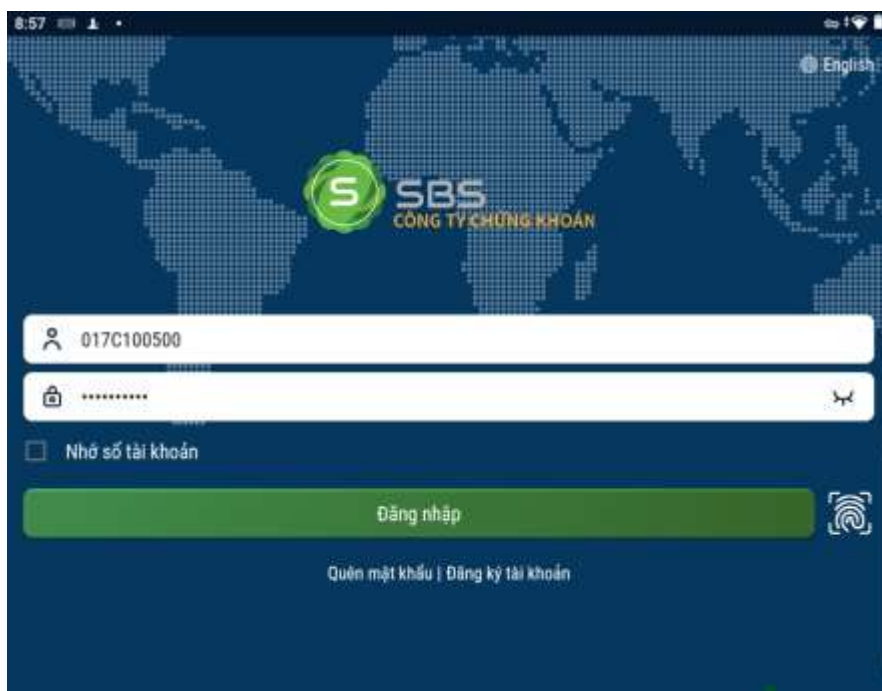 8:57
English
S SBS
CÔNG TY CHỨNG KHOÁN
017C100500
••••••••••
Nhớ số tài khoản
Đăng nhập
Quên mật khẩu | Đăng ký tài khoản